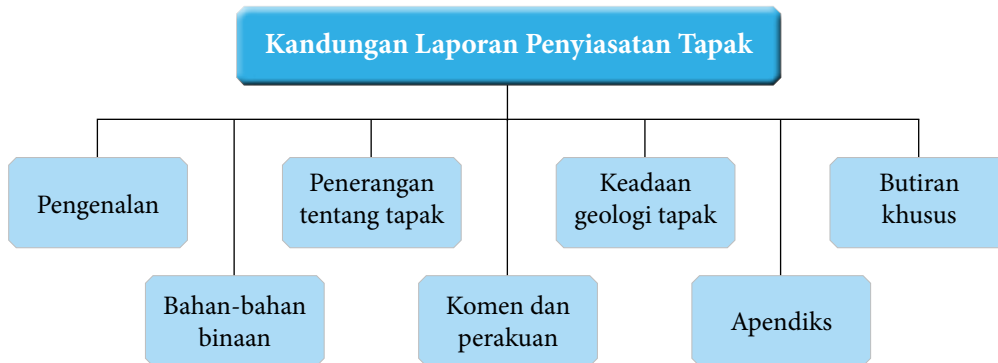 Kandungan Laporan Penyiasatan Tapak
Pengenalan
Penerangan
tentang tapak
Keadaan
geologi tapak
Butiran
khusus
Bahan-bahan
binaan
Komen dan
perakuan
Apendiks